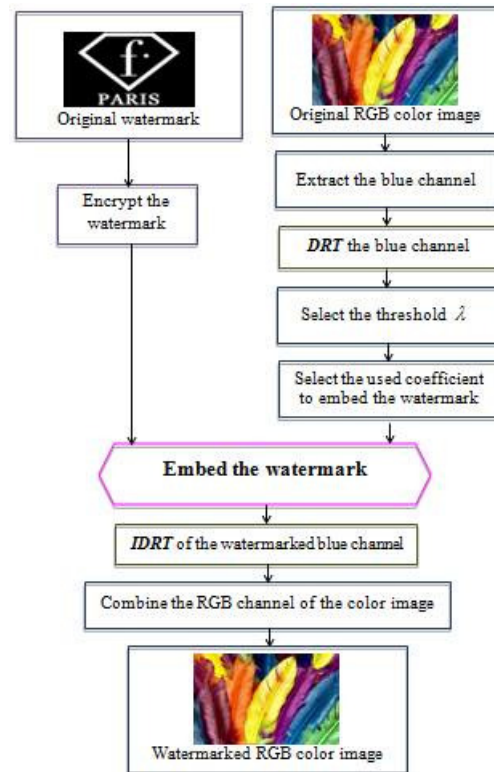 f.
PARIS
Original watermark
Encrypt the
watermark
Original RGB color image
Extract the blue channel
DRT the blue channel
Select the threshold λ
Select the used coefficient
to embed the watermark
Embed the watermark
IDRT of the watermarked blue channel
Combine the RGB channel of the color image
Watermarked RGB color image